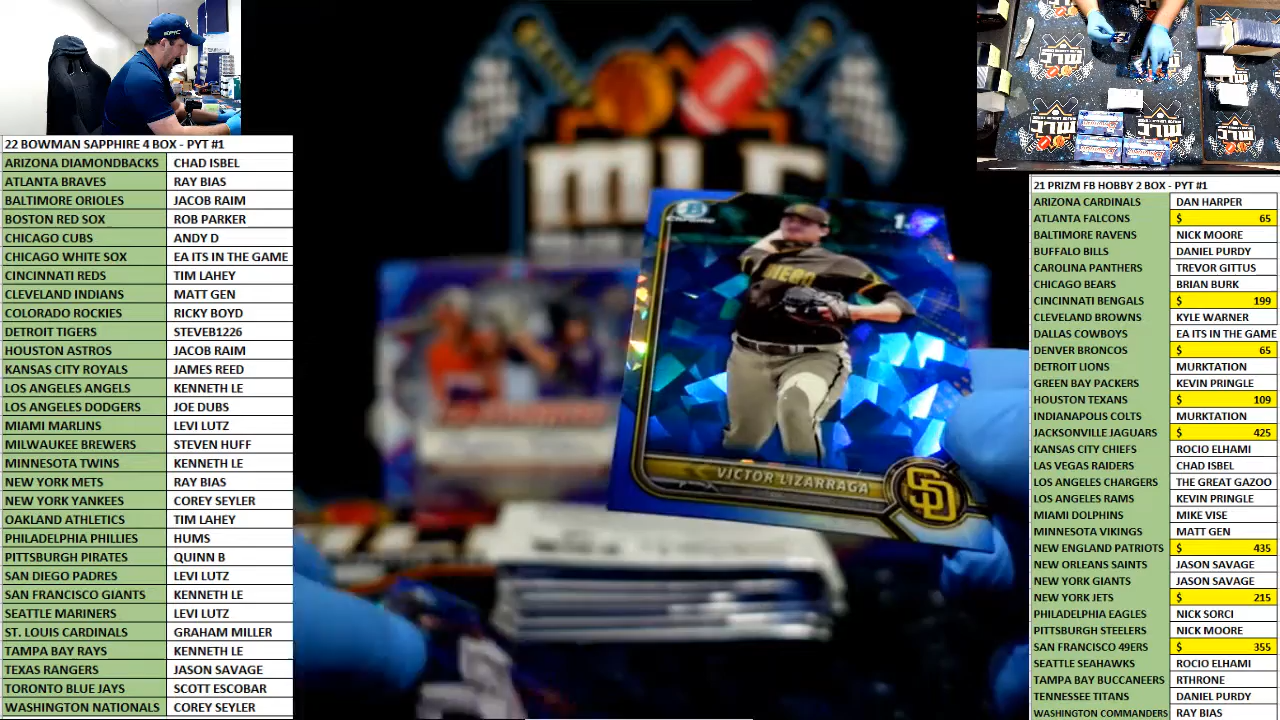 22 BOWMAN SAPPHIRE 4 BOX - PYT #1
ARIZONA DIAMONDBACKS CHAD ISBEL
ATLANTA BRAVES RAY BIAS
BALTIMORE ORIOLES JACOB RAIM
BOSTON RED SOX ROB PARKER
CHICAGO CUBS ANDY D
CHICAGO WHITE SOX EA ITS IN THE GAME
CINCINNATI REDS TIM LAHEY
CLEVELAND INDIANS MATT GEN
COLORADO ROCKIES RICKY BOYD
DETROIT TIGERS STEVEB1226
HOUSTON ASTROS JACOB RAIM
KANSAS CITY ROYALS JAMES REED
LOS ANGELES ANGELS KENNETH LE
LOS ANGELES DODGERS JOE DUBS
MIAMI MARLINS LEVI LUTZ
MILWAUKEE BREWERS STEVEN HUFF
MINNESOTA TWINS KENNETH LE
NEW YORK METS RAY BIAS
NEW YORK YANKEES COREY SEYLER
OAKLAND ATHLETICS TIM LAHEY
PHILADELPHIA PHILLIES HUMS
PITTSBURGH PIRATES QUINN B
SAN DIEGO PADRES LEVI LUTZ
SAN FRANCISCO GIANTS KENNETH LE
SEATTLE MARINERS LEVI LUTZ
ST. LOUIS CARDINALS GRAHAM MILLER
TAMPA BAY RAYS KENNETH LE
TEXAS RANGERS JASON SAVAGE
TORONTO BLUE JAYS SCOTT ESCOBAR
WASHINGTON NATIONALS COREY SEYLER
VICTOR LIZARRAGA
SD
21 PRIZM FB HOBBY 2 BOX - PYT #1
ARIZONA CARDINALS DAN HARPER
ATLANTA FALCONS $ 65
BALTIMORE RAVENS NICK MOORE
BUFFALO BILLS DANIEL PURDY
CAROLINA PANTHERS TREVOR GITTUS
CHICAGO BEARS BRIAN BURK
CINCINNATI BENGALS $ 199
CLEVELAND BROWNS KYLE WARNER
DALLAS COWBOYS EA ITS IN THE GAME
DENVER BRONCOS $ 65
DETROIT LIONS MURKTATION
GREEN BAY PACKERS KEVIN PRINGLE
HOUSTON TEXANS $ 109
INDIANAPOLIS COLTS MURKTATION
JACKSONVILLE JAGUARS $ 425
KANSAS CITY CHIEFS ROCIO ELHAMI
LAS VEGAS RAIDERS CHAD ISBEL
LOS ANGELES CHARGERS THE GREAT GAZOO
LOS ANGELES RAMS KEVIN PRINGLE
MIAMI DOLPHINS MIKE VISE
MINNESOTA VIKINGS MATT GEN
NEW ENGLAND PATRIOTS $ 435
NEW ORLEANS SAINTS JASON SAVAGE
NEW YORK GIANTS JASON SAVAGE
NEW YORK JETS $ 215
PHILADELPHIA EAGLES NICK SORCI
PITTSBURGH STEELERS NICK MOORE
SAN FRANCISCO 49ERS $ 355
SEATTLE SEAHAWKS ROCIO ELHAMI
TAMPA BAY BUCCANEERS RTHRONE
TENNESSEE TITANS DANIEL PURDY
WASHINGTON COMMANDERS RAY BIAS